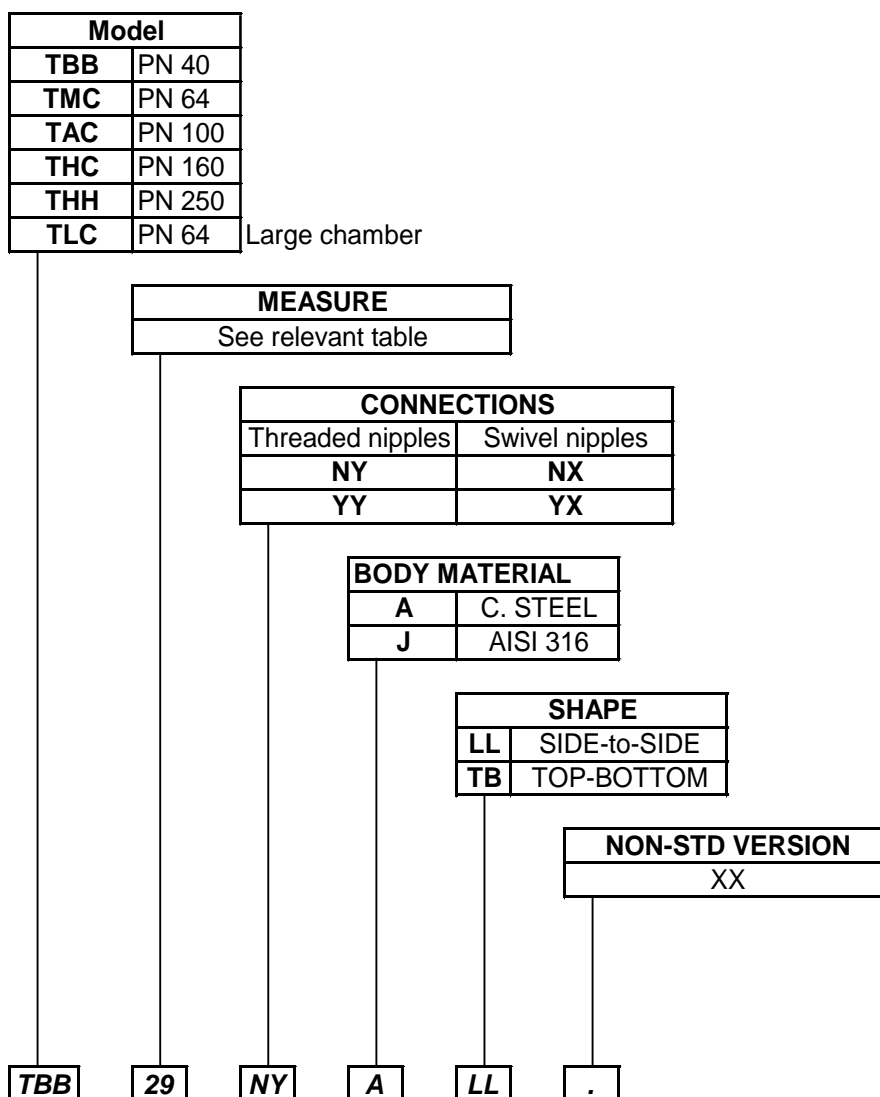 Model
TBB PN 40
TMC PN 64
TAC PN 100
THC PN 160
THH PN 250
TLC PN 64 Large chamber
MEASURE
See relevant table
CONNECTIONS
Threaded nipples Swivel nipples
NY NX
YY YX
BODY MATERIAL
A C. STEEL
J AISI 316
SHAPE
LL SIDE-to-SIDE
TB TOP-BOTTOM
NON-STD VERSION
XX
TBB 29 NY A LL .